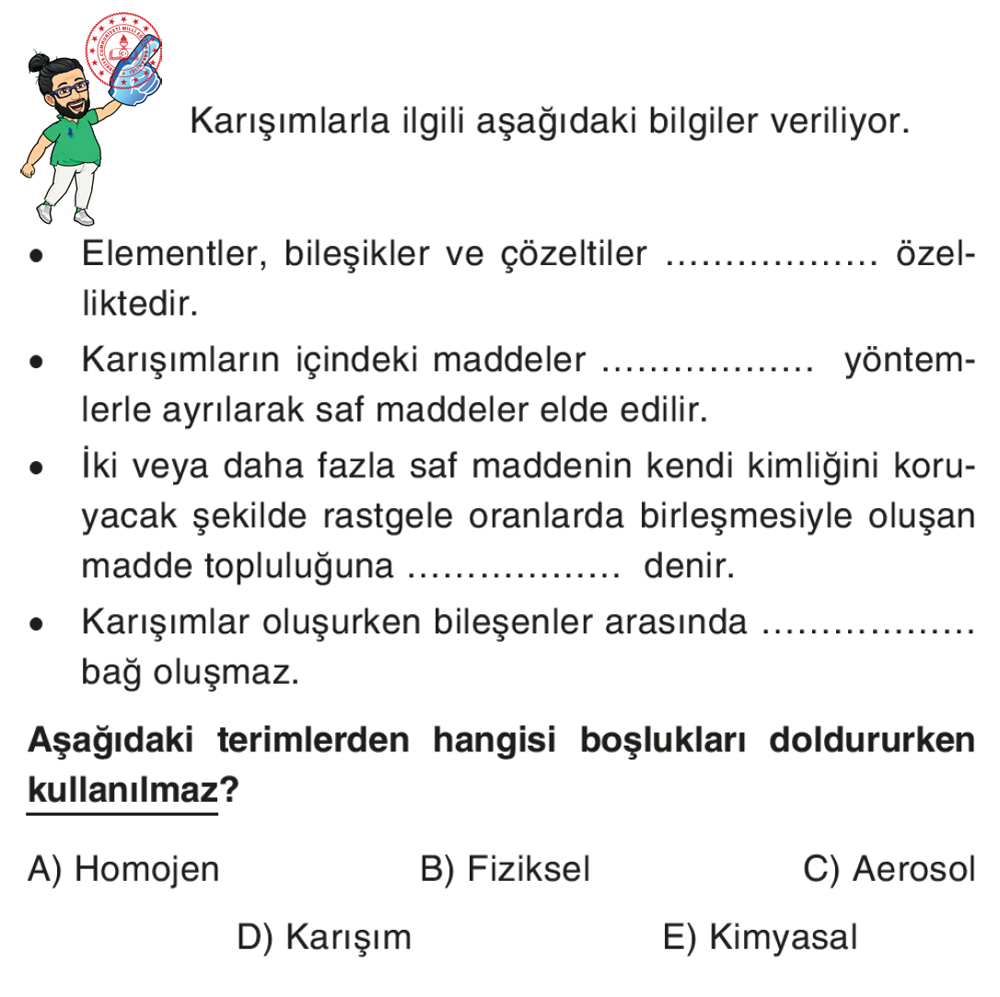 Karışımlarla ilgili aşağıdaki bilgiler veriliyor.
• Elementler, bileşikler ve çözeltiler .................. özel-
liktedir.
• Karışımların içindeki maddeler .................. yöntem-
lerle ayrılarak saf maddeler elde edilir.
• İki veya daha fazla saf maddenin kendi kimliğini koru-
yacak şekilde rastgele oranlarda birleşmesiyle oluşan
madde topluluğuna .................. denir.
• Karışımlar oluşurken bileşenler arasında ..................
bağ oluşmaz.
Aşağıdaki terimlerden hangisi boşlukları doldururken
kullanılmaz?
A) Homojen B) Fiziksel C) Aerosol
D) Karışım E) Kimyasal